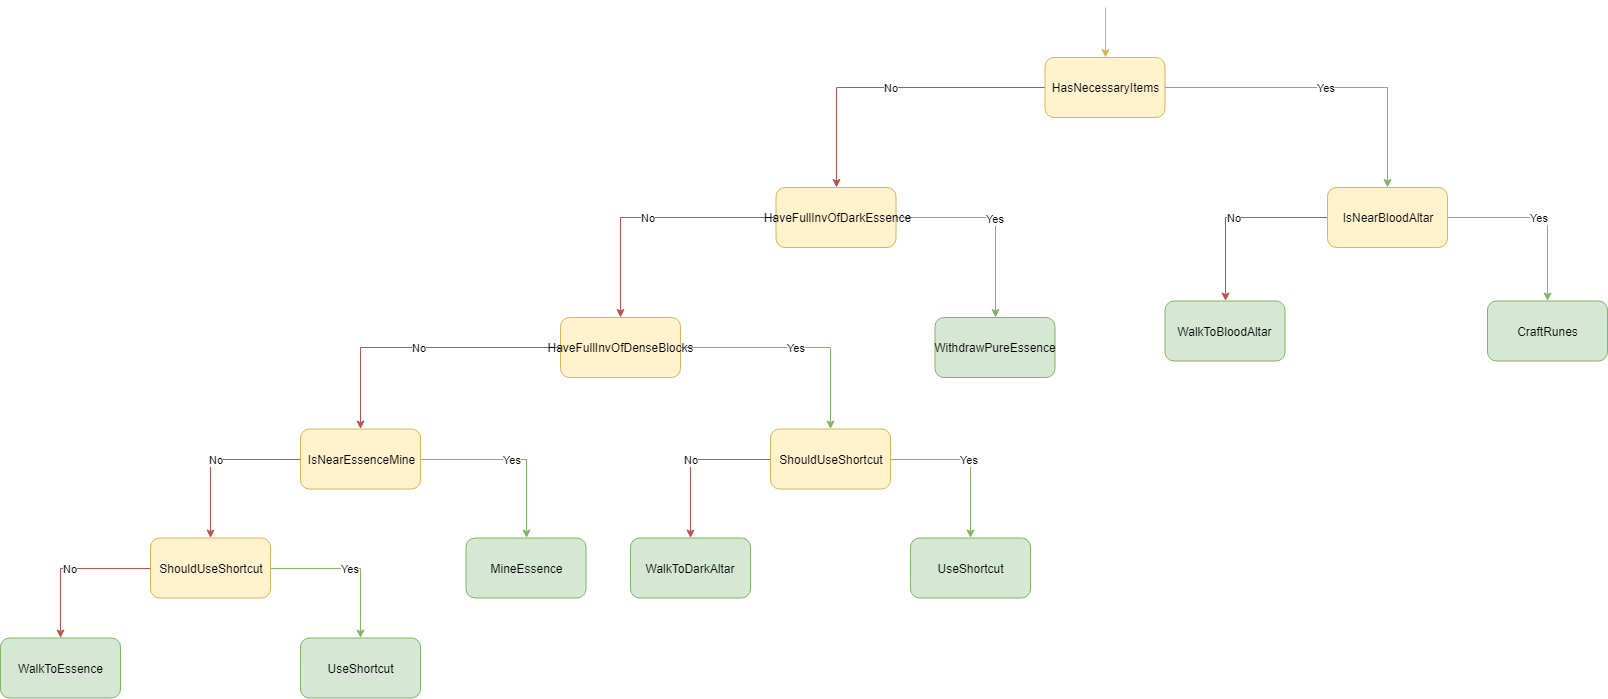 HasNecessaryItems
No
Yes
HaveFullInvOfDarkEssence
IsNearBloodAltar
No
Yes
No
Yes
HaveFullInvOfDenseBlocks
WithdrawPureEssence
WalkToBloodAltar
CraftRunes
No
Yes
IsNearEssenceMine
ShouldUseShortcut
No
Yes
No
Yes
ShouldUseShortcut
MineEssence
WalkToDarkAltar
UseShortcut
No
Yes
WalkToEssence
UseShortcut